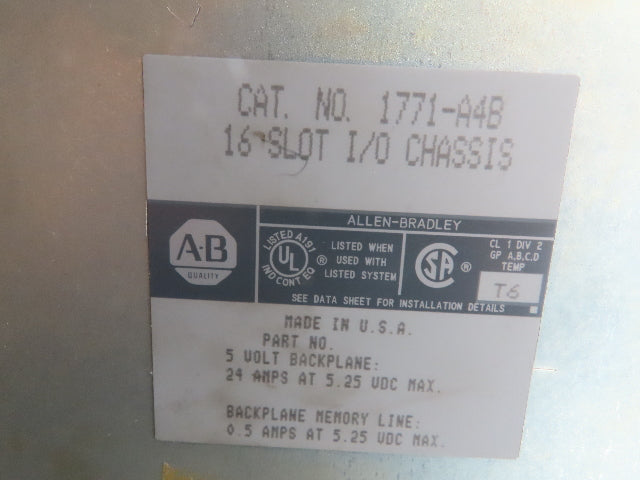 CAT. NO. 1771-A4B
16 SLOT I/O CHASSIS
ALLEN-BRADLEY
A-B
QUALITY
LISTED A191
UL
®
IND CONT EQ
LISTED WHEN
USED WITH
LISTED SYSTEM
SA
®
CL 1 DIV 2
GP A,B,C,D
TEMP
T6
SEE DATA SHEET FOR INSTALLATION DETAILS
MADE IN U.S.A.
PART NO.
5 VOLT BACKPLANE:
24 AMPS AT 5.25 VDC MAX.
BACKPLANE MEMORY LINE:
0.5 AMPS AT 5.25 VDC MAX.